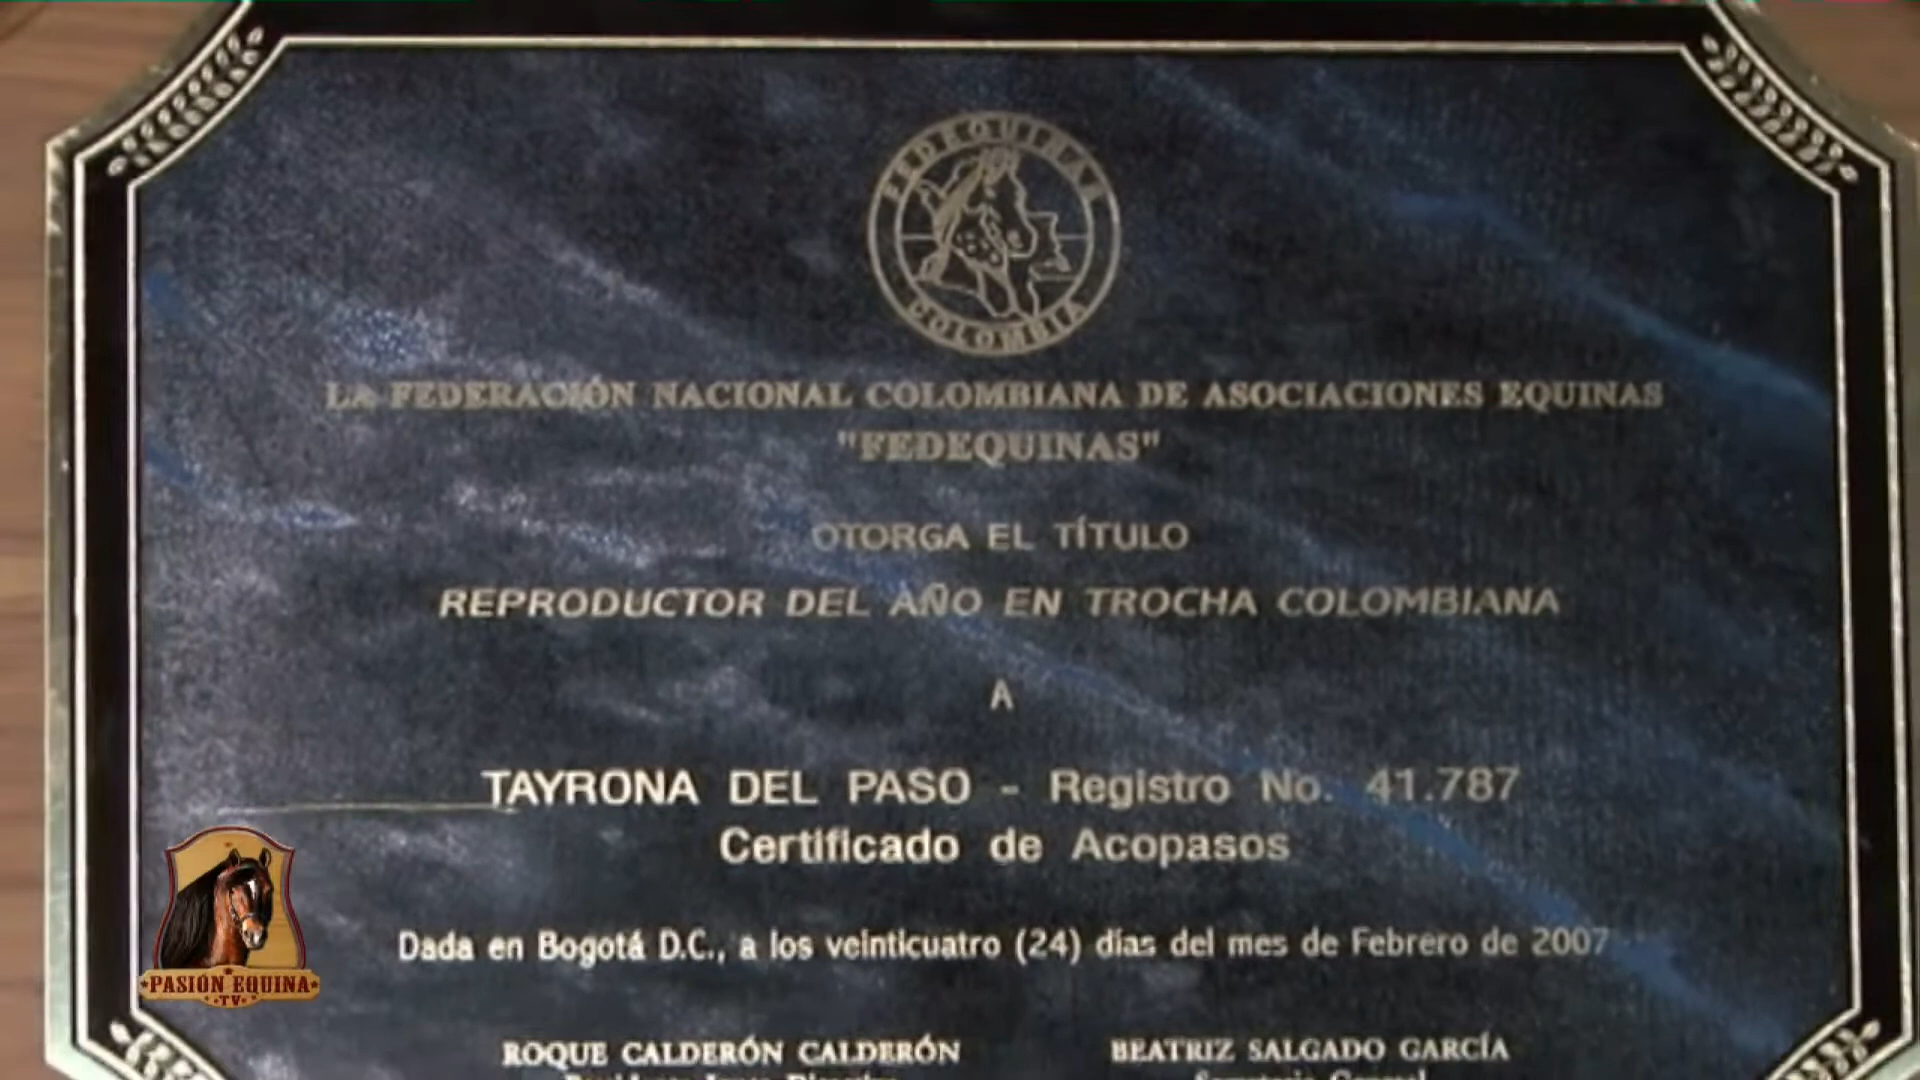 FEDEQUINAS
COLOMBIA
LA FEDERACIÓN NACIONAL COLOMBIANA DE ASOCIACIONES EQUINAS
"FEDEQUINAS"
OTORGA EL TÍTULO
REPRODUCTOR DEL AÑO EN TROCHA COLOMBIANA
A
TAYRONA DEL PASO - Registro No. 41.787
Certificado de Acopasos
Dada en Bogotá D.C., a los veinticuatro (24) días del mes de Febrero de 2007
PASIÓN EQUINA
TV
ROQUE CALDERÓN CALDERÓN BEATRIZ SALGADO GARCÍA